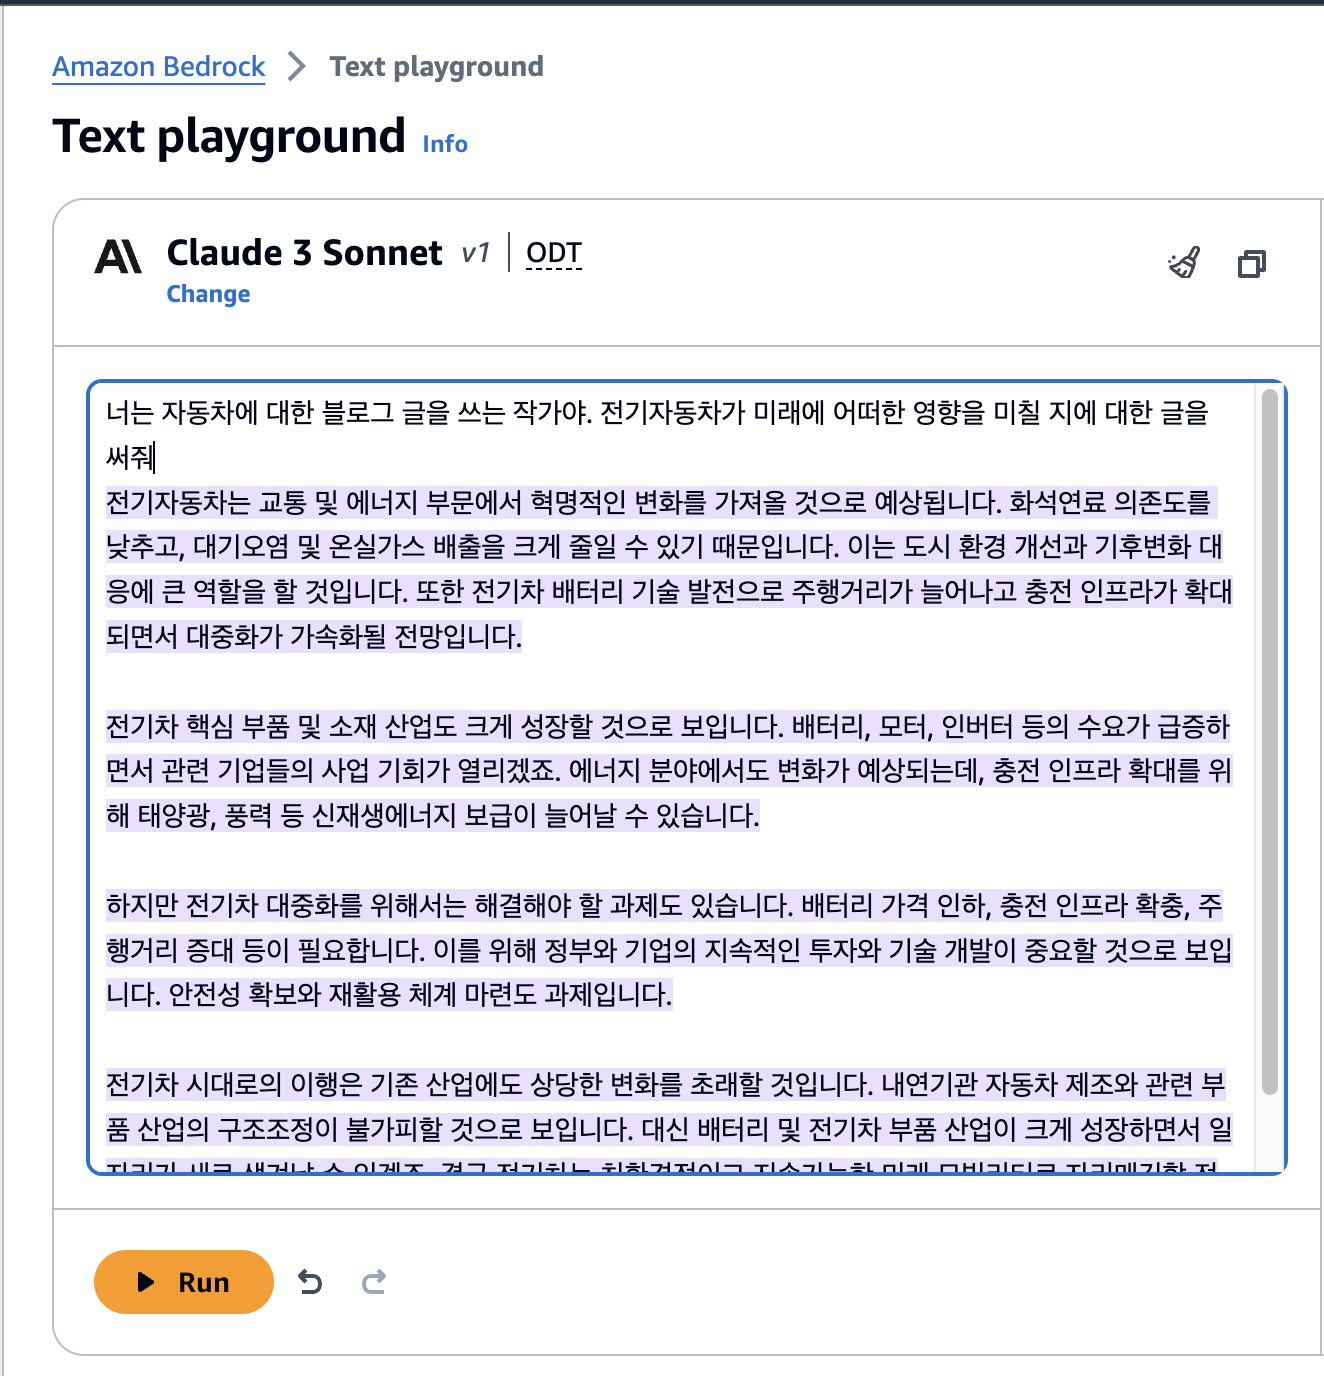 Amazon Bedrock > Text playground
Text playground Info
Claude 3 Sonnet v1 | ODT
Change
너는 자동차에 대한 블로그 글을 쓰는 작가야. 전기자동차가 미래에 어떠한 영향을 미칠 지에 대한 글을
써줘
전기자동차는 교통 및 에너지 부문에서 혁명적인 변화를 가져올 것으로 예상됩니다. 화석연료 의존도를
낮추고, 대기오염 및 온실가스 배출을 크게 줄일 수 있기 때문입니다. 이는 도시 환경 개선과 기후변화 대
응에 큰 역할을 할 것입니다. 또한 전기차 배터리 기술 발전으로 주행거리가 늘어나고 충전 인프라가 확대
되면서 대중화가 가속화될 전망입니다.
전기차 핵심 부품 및 소재 산업도 크게 성장할 것으로 보입니다. 배터리, 모터, 인버터 등의 수요가 급증하
면서 관련 기업들의 사업 기회가 열리겠죠. 에너지 분야에서도 변화가 예상되는데, 충전 인프라 확대를 위
해 태양광, 풍력 등 신재생에너지 보급이 늘어날 수 있습니다.
하지만 전기차 대중화를 위해서는 해결해야 할 과제도 있습니다. 배터리 가격 인하, 충전 인프라 확충, 주
행거리 증대 등이 필요합니다. 이를 위해 정부와 기업의 지속적인 투자와 기술 개발이 중요할 것으로 보입
니다. 안전성 확보와 재활용 체계 마련도 과제입니다.
전기차 시대로의 이행은 기존 산업에도 상당한 변화를 초래할 것입니다. 내연기관 자동차 제조와 관련 부
품 산업의 구조조정이 불가피할 것으로 보입니다. 대신 배터리 및 전기차 부품 산업이 크게 성장하면서 일
Run